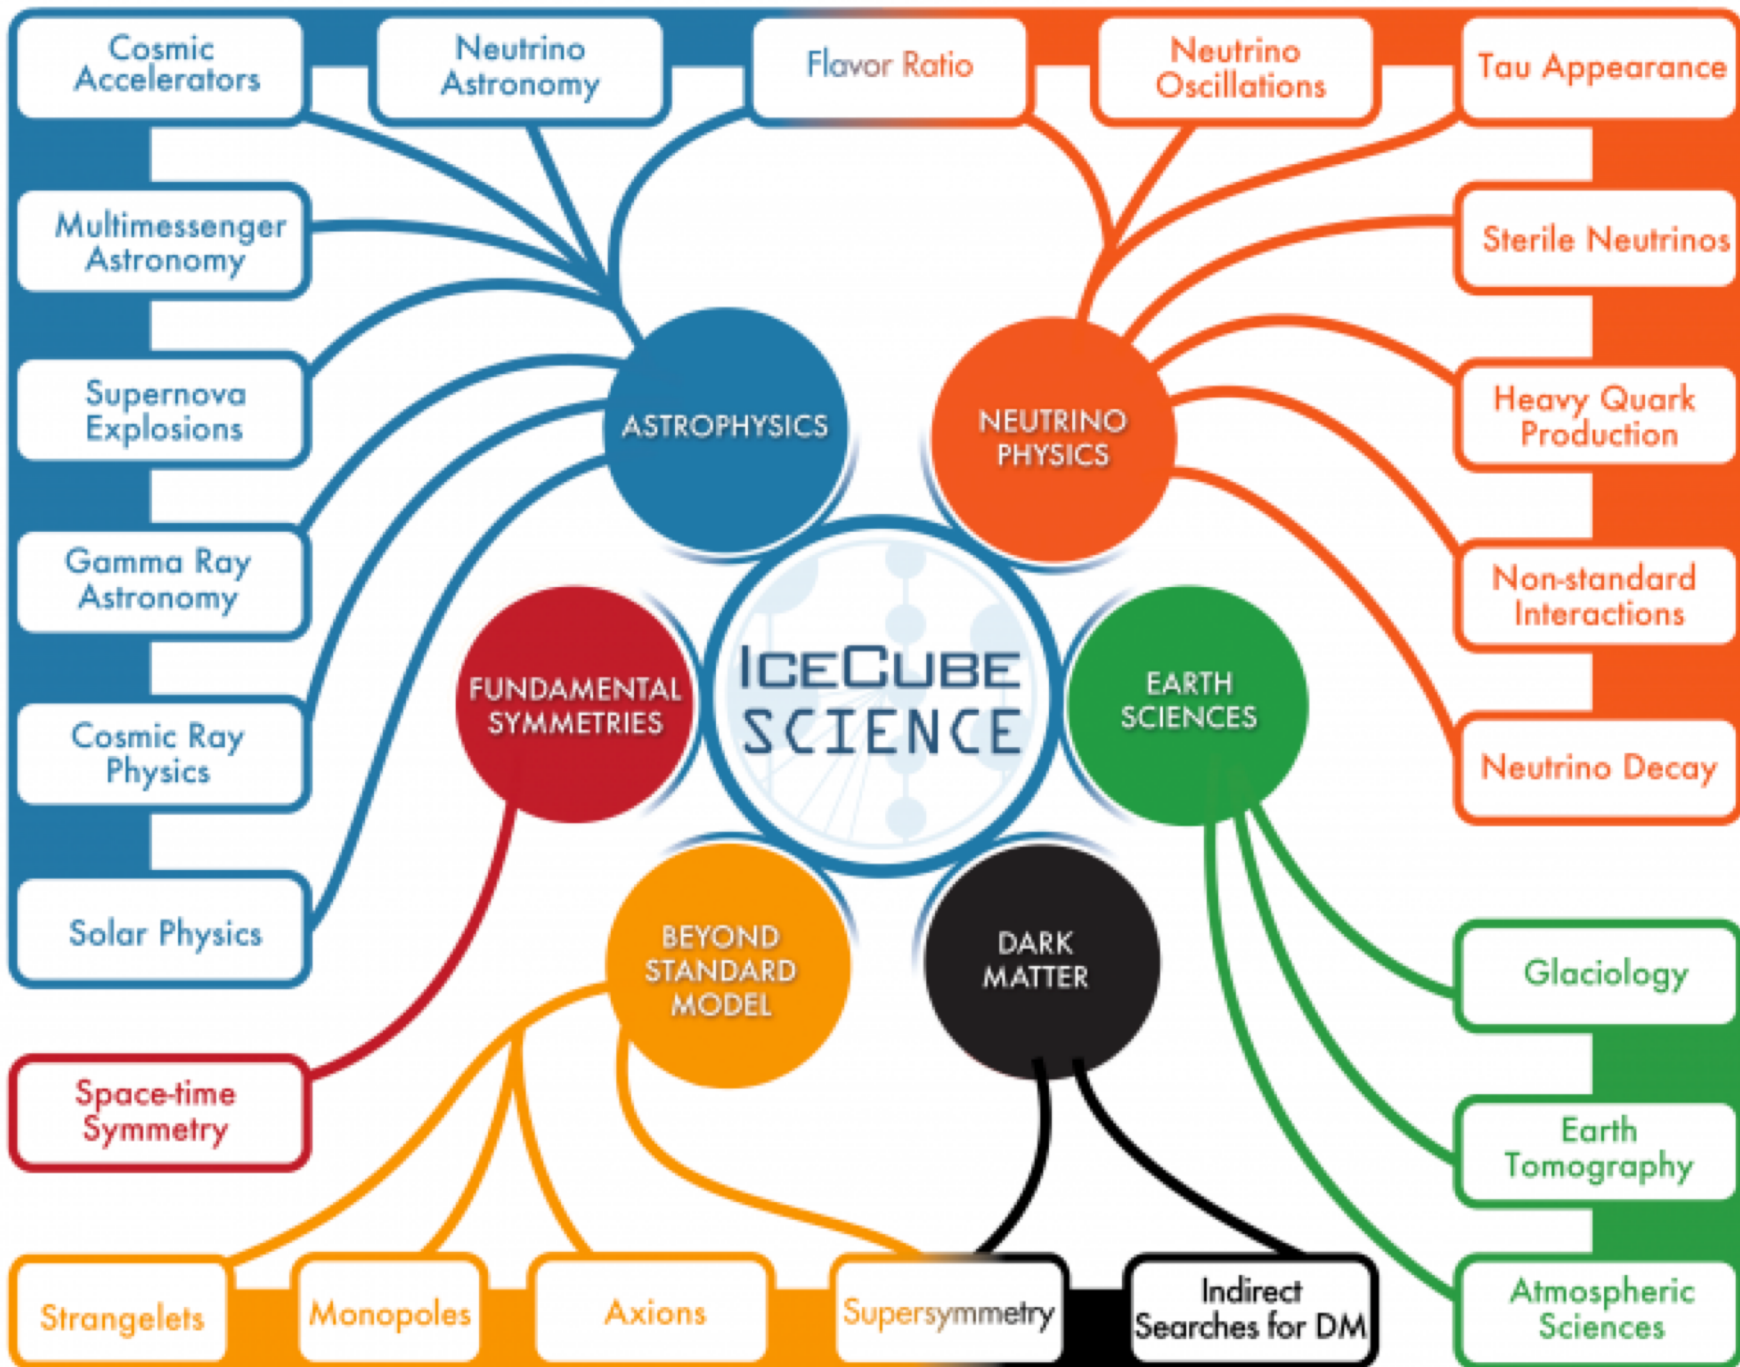 Cosmic
Accelerators
Neutrino
Astronomy
Flavor Ratio
Neutrino
Oscillations
Tau Appearance
Multimessenger
Astronomy
Sterile Neutrinos
Supernova
Explosions
ASTROPHYSICS
NEUTRINO
PHYSICS
Heavy Quark
Production
Gamma Ray
Astronomy
Non-standard
Interactions
FUNDAMENTAL
SYMMETRIES
ICECUBE
SCIENCE
EARTH
SCIENCES
Cosmic Ray
Physics
Neutrino Decay
Solar Physics
BEYOND
STANDARD
MODEL
DARK
MATTER
Glaciology
Space-time
Symmetry
Earth
Tomography
Strangelets
Monopoles
Axions
Supersymmetry
Indirect
Searches for DM
Atmospheric
Sciences